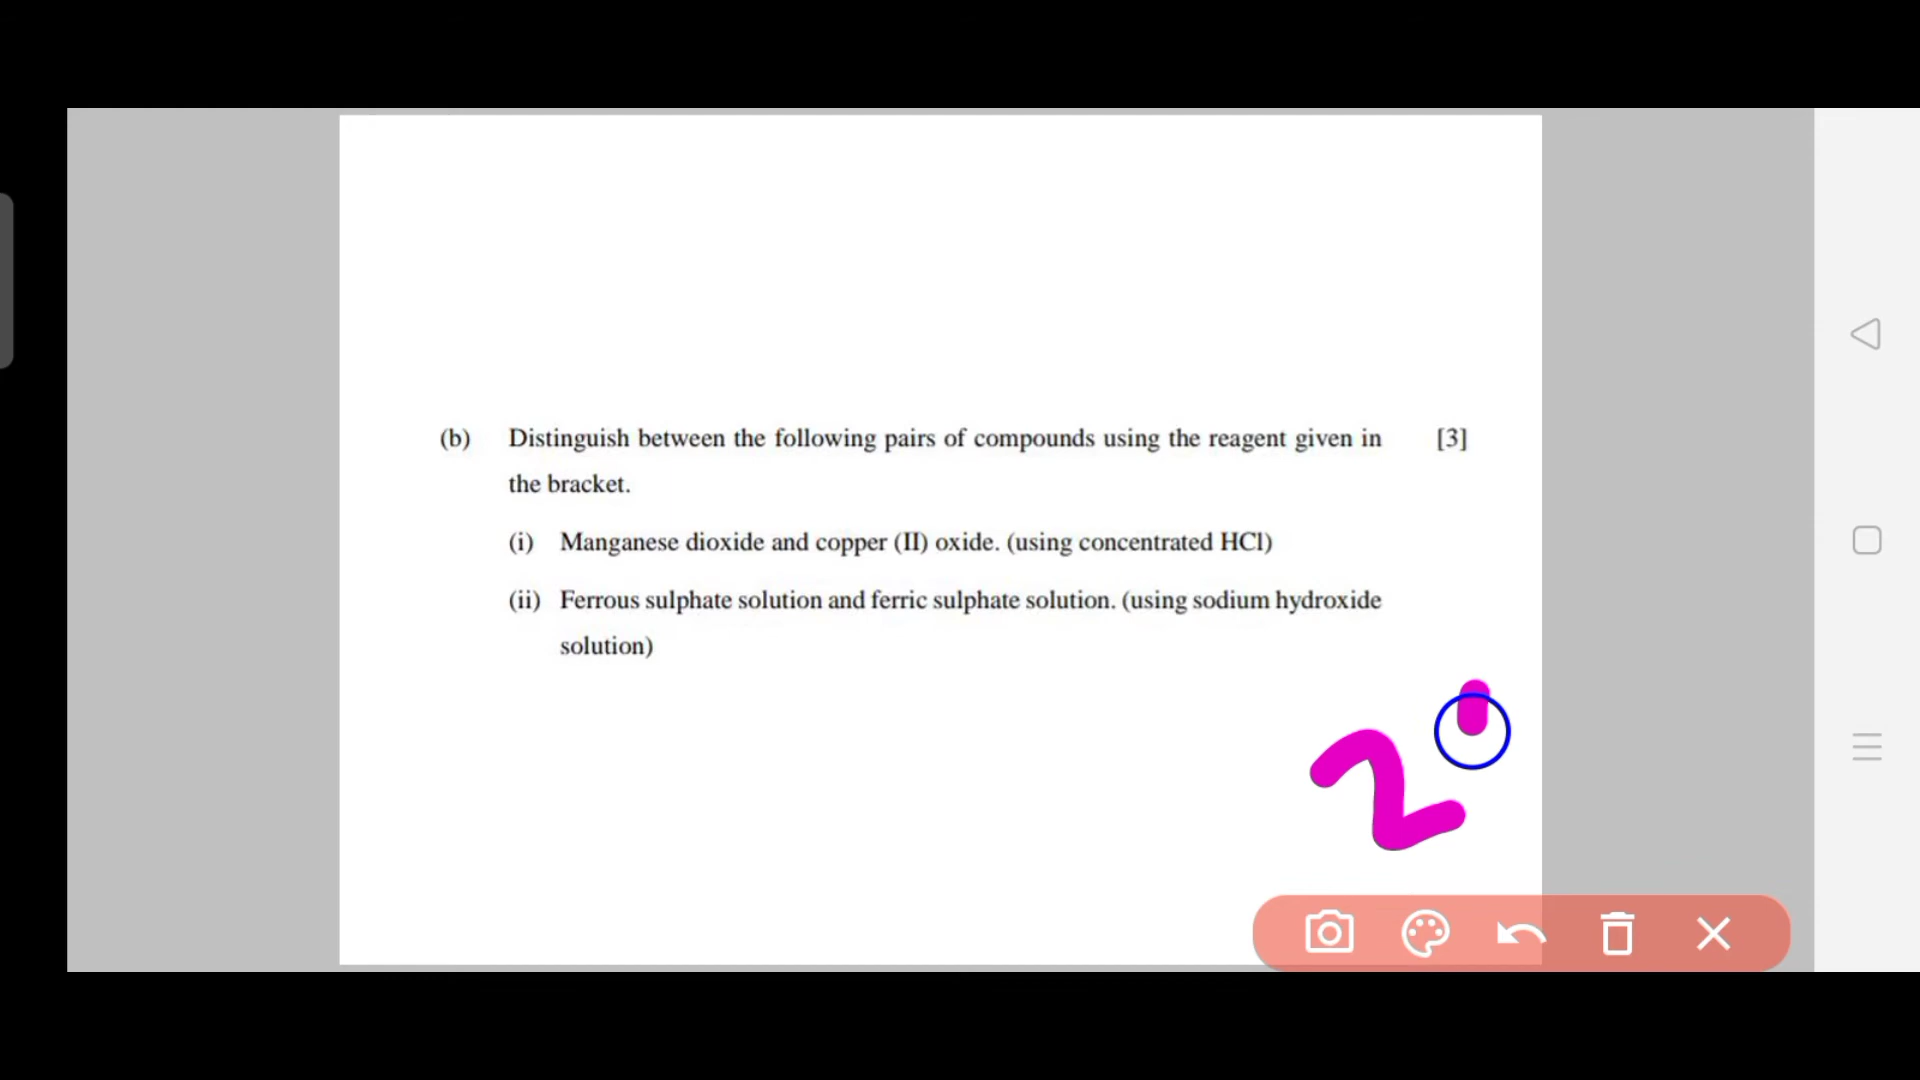 (b) Distinguish between the following pairs of compounds using the reagent given in [3]
the bracket.
(i) Manganese dioxide and copper (II) oxide. (using concentrated HCl)
(ii) Ferrous sulphate solution and ferric sulphate solution. (using sodium hydroxide
solution)
2